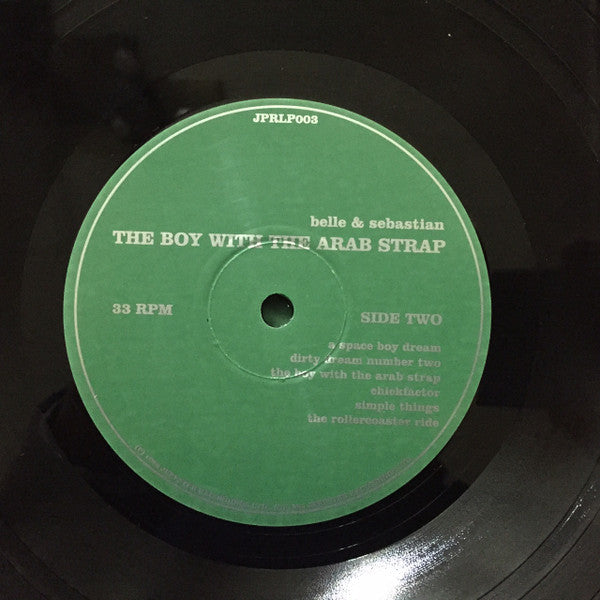 JPRLP003
belle & sebastian
THE BOY WITH THE ARAB STRAP
33 RPM
SIDE TWO
a space boy dream
dirty dream number two
the boy with the arab strap
chickfactor
simple things
the rollercoaster ride